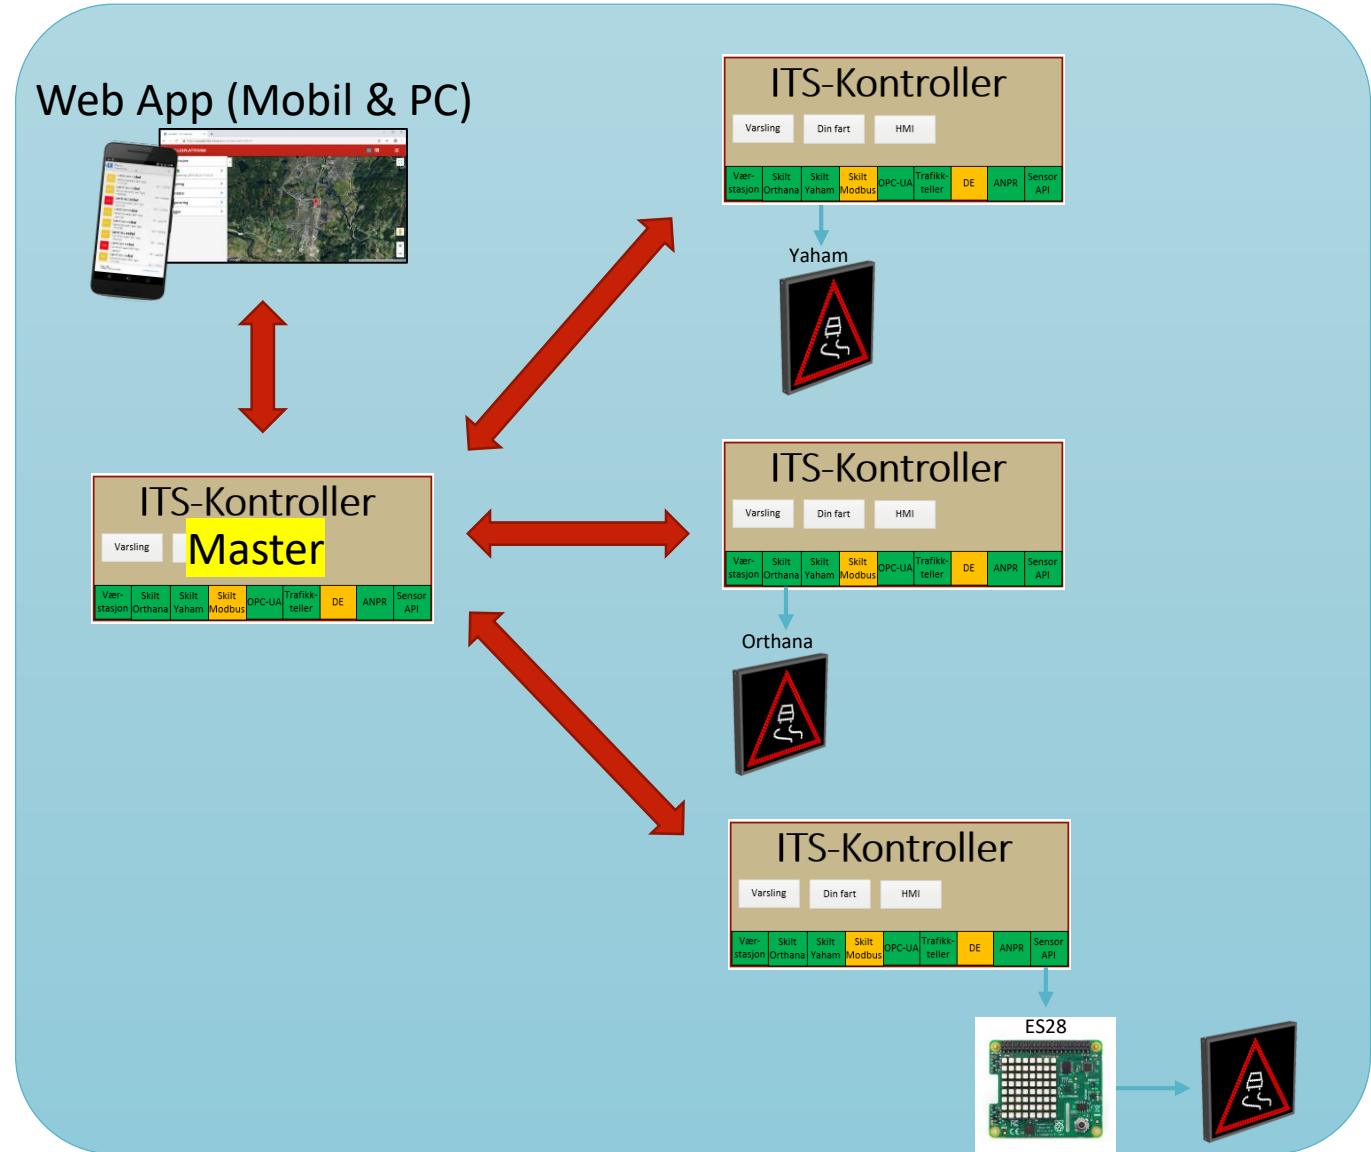 Web App (Mobil & PC)
ITS-Kontroller
Varsling
Din fart
HMI
Vær-
stasjon
Skilt
Orthana
Skilt
Yaham
Skilt
Modbus
OPC-UA
Trafikk-
teller
DE
ANPR
Sensor
API
Yaham
ITS-Kontroller
Master
Varsling
Vær-
stasjon
Skilt
Orthana
Skilt
Yaham
Skilt
Modbus
OPC-UA
Trafikk-
teller
DE
ANPR
Sensor
API
ITS-Kontroller
Varsling
Din fart
HMI
Vær-
stasjon
Skilt
Orthana
Skilt
Yaham
Skilt
Modbus
OPC-UA
Trafikk-
teller
DE
ANPR
Sensor
API
Orthana
ITS-Kontroller
Varsling
Din fart
HMI
Vær-
stasjon
Skilt
Orthana
Skilt
Yaham
Skilt
Modbus
OPC-UA
Trafikk-
teller
DE
ANPR
Sensor
API
ES28